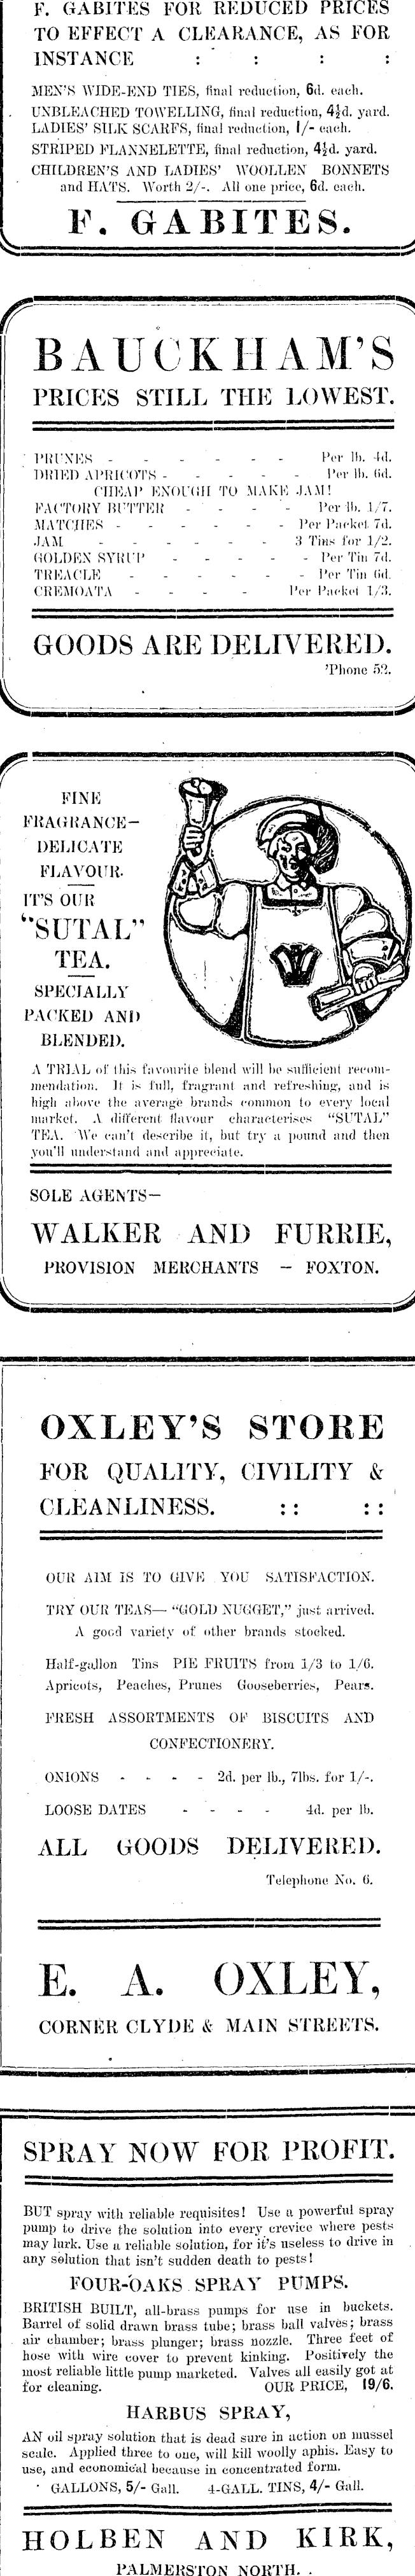 F. GABITES FOR REDUCED PRICES
TO EFFECT A CLEARANCE, AS FOR
INSTANCE : : : :
MEN'S WIDE-END TIES, final reduction, 6d. each.
UNBLEACHED TOWELLING, final reduction, 4½d. yard.
LADIES' SILK SCARFS, final reduction, 1/- each.
STRIPED FLANNELETTE, final reduction, 4½d. yard.
CHILDREN'S AND LADIES' WOOLLEN BONNETS
and HATS. Worth 2/-. All one price, 6d. each.
F. GABITES.
BAUCKHAM'S
PRICES STILL THE LOWEST.
PRUNES - - - - - - Per lb. 4d.
DRIED APRICOTS - - - - - Per lb. 6d.
CHEAP ENOUGH TO MAKE JAM!
FACTORY BUTTER - - - - Per lb. 1/7.
MATCHES - - - - - - Per Packet 7d.
JAM - - - - - - 3 Tins for 1/2.
GOLDEN SYRUP - - - - - Per Tin 7d.
TREACLE - - - - - - Per Tin 6d.
CREMOATA - - - - - Per Packet 1/3.
GOODS ARE DELIVERED.
'Phone 52.
FINE
FRAGRANCE—
DELICATE
FLAVOUR.
IT'S OUR
"SUTAL"
TEA.
SPECIALLY
PACKED AND
BLENDED.
A TRIAL of this favourite blend will be sufficient recom-
mendation. It is full, fragrant and refreshing, and is
high above the average brands common to every local
market. A different flavour characterises "SUTAL"
TEA. We can't describe it, but try a pound and then
you'll understand and appreciate.
SOLE AGENTS—
WALKER AND FURRIE,
PROVISION MERCHANTS — FOXTON.
OXLEY'S STORE
FOR QUALITY, CIVILITY &
CLEANLINESS. :: ::
OUR AIM IS TO GIVE YOU SATISFACTION.
TRY OUR TEAS— "GOLD NUGGET," just arrived.
A good variety of other brands stocked.
Half-gallon Tins PIE FRUITS from 1/3 to 1/6.
Apricots, Peaches, Prunes Gooseberries, Pears.
FRESH ASSORTMENTS OF BISCUITS AND
CONFECTIONERY.
ONIONS - - - - 2d. per lb., 7lbs. for 1/-.
LOOSE DATES - - - - 4d. per lb.
ALL GOODS DELIVERED.
Telephone No. 6.
E. A. OXLEY,
CORNER CLYDE & MAIN STREETS.
SPRAY NOW FOR PROFIT.
BUT spray with reliable requisites! Use a powerful spray
pump to drive the solution into every crevice where pests
may lurk. Use a reliable solution, for it's useless to drive in
any solution that isn't sudden death to pests!
FOUR-OAKS SPRAY PUMPS.
BRITISH BUILT, all-brass pumps for use in buckets.
Barrel of solid drawn brass tube; brass ball valves; brass
air chamber; brass plunger; brass nozzle. Three feet of
hose with wire cover to prevent kinking. Positively the
most reliable little pump marketed. Valves all easily got at
for cleaning. OUR PRICE, 19/6.
HARBUS SPRAY,
AN oil spray solution that is dead sure in action on mussel
scale. Applied three to one, will kill woolly aphis. Easy to
use, and economical because in concentrated form.
GALLONS, 5/- Gall. 4-GALL. TINS, 4/- Gall.
HOLBEN AND KIRK,
PALMERSTON NORTH.